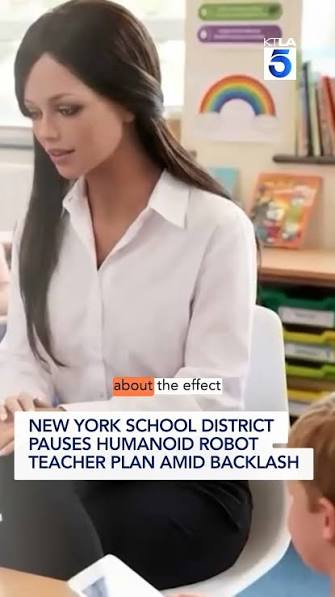 KTLA
5
about the effect
NEW YORK SCHOOL DISTRICT
PAUSES HUMANOID ROBOT
TEACHER PLAN AMID BACKLASH